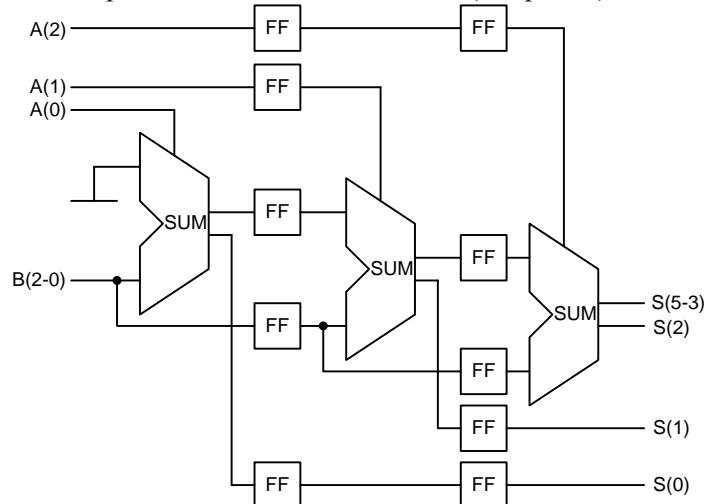 A(2)
FF
FF
A(1)
FF
A(0)
SUM
FF
SUM
FF
SUM
B(2-0)
FF
FF
S(5-3)
S(2)
FF
S(1)
FF
FF
S(0)